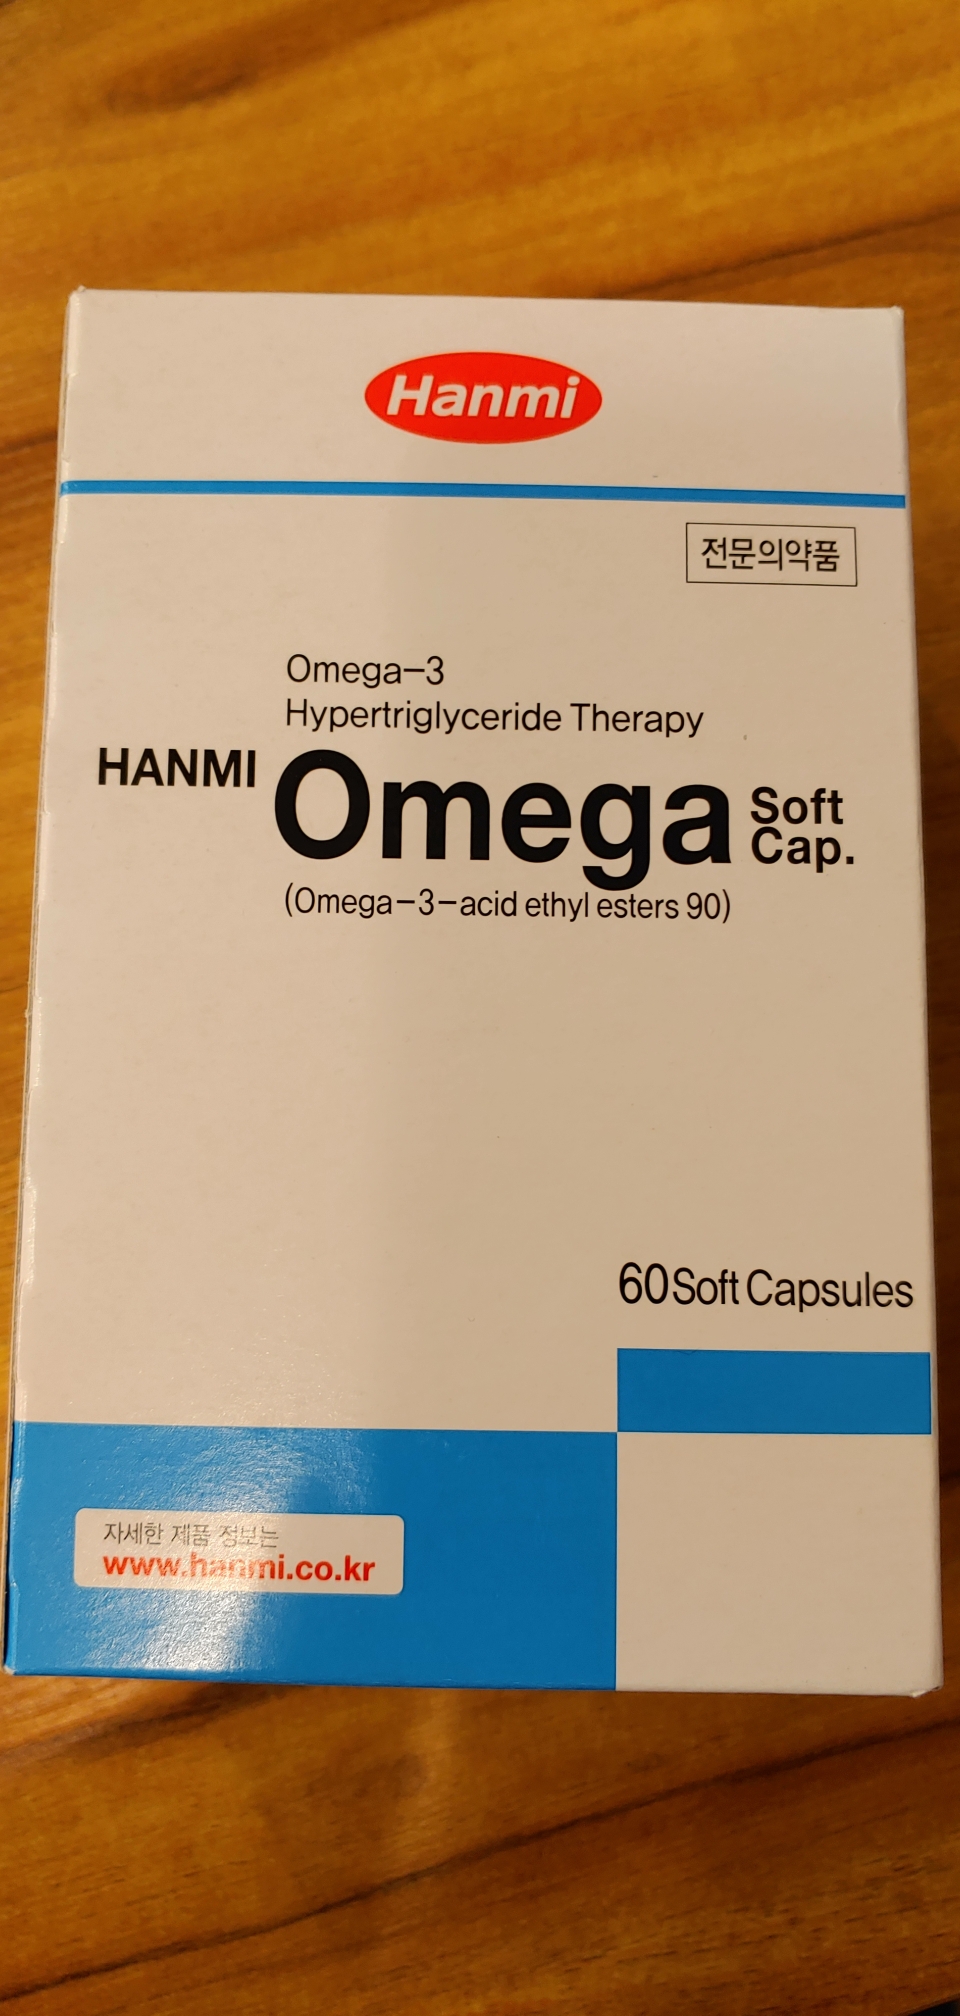 Hanmi
전문의약품
Omega-3
Hypertriglyceride Therapy
HANMI Omega Soft Cap.
(Omega-3-acid ethyl esters 90)
60 Soft Capsules
자세한 제품 정보는
www.hanmi.co.kr